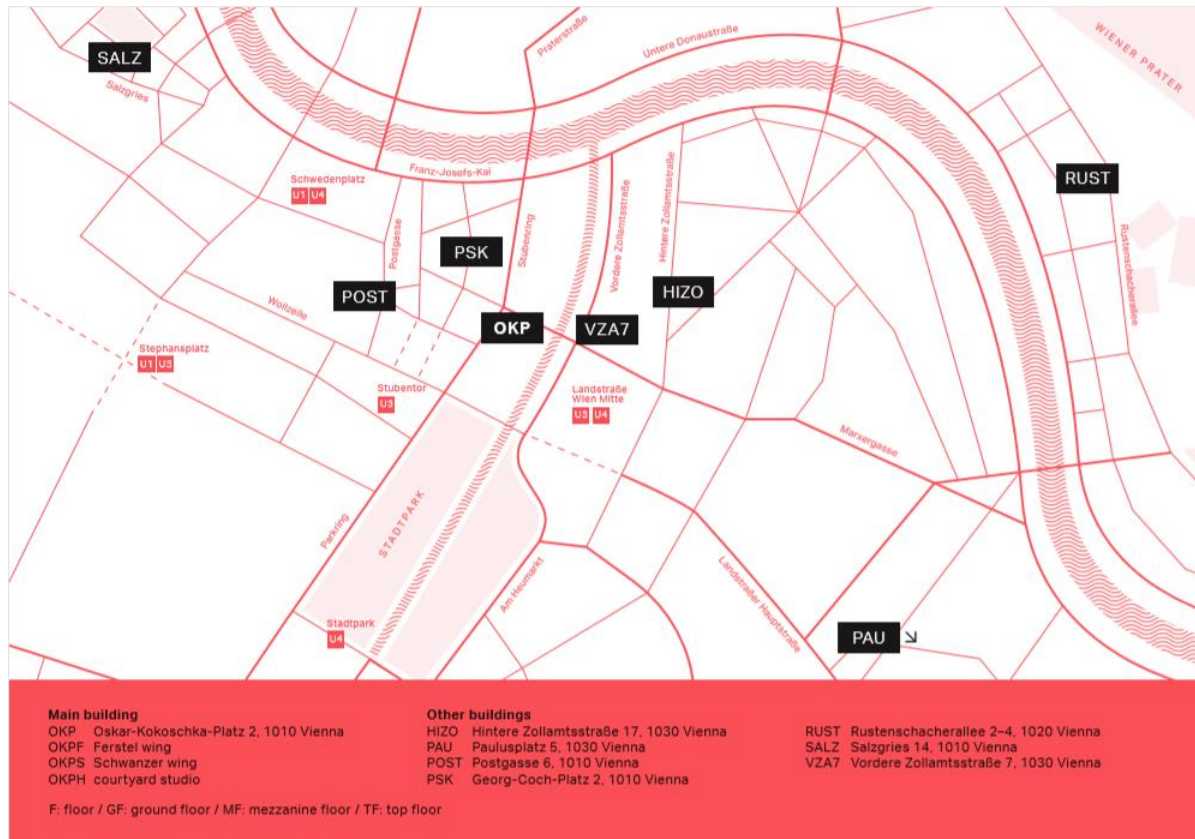 SALZ
Salzgries
Praterstraße
Untere Donaustraße
WIENER PRATER
Franz-Josefs-Kai
Schwedenplatz
U1 U4
RUST
Rustenschacherallee
Postgasse
PSK
Stubenring
Vordere Zollamtsstraße
Hintere Zollamtsstraße
POST
HIZO
Wollzeile
OKP
VZA7
Stephansplatz
U1 U3
Stubentor
U3
Landstraße
Wien Mitte
U3 U4
Marxergasse
Parkring
STADTPARK
Am Heumarkt
Landstraßer Hauptstraße
Stadtpark
U4
PAU ↘
Main building
OKP Oskar-Kokoschka-Platz 2, 1010 Vienna
OKPF Ferstel wing
OKPS Schwanzer wing
OKPH courtyard studio
F: floor / GF: ground floor / MF: mezzanine floor / TF: top floor
Other buildings
HIZO Hintere Zollamtsstraße 17, 1030 Vienna
PAU Paulusplatz 5, 1030 Vienna
POST Postgasse 6, 1010 Vienna
PSK Georg-Coch-Platz 2, 1010 Vienna
RUST Rustenschacherallee 2–4, 1020 Vienna
SALZ Salzgries 14, 1010 Vienna
VZA7 Vordere Zollamtsstraße 7, 1030 Vienna